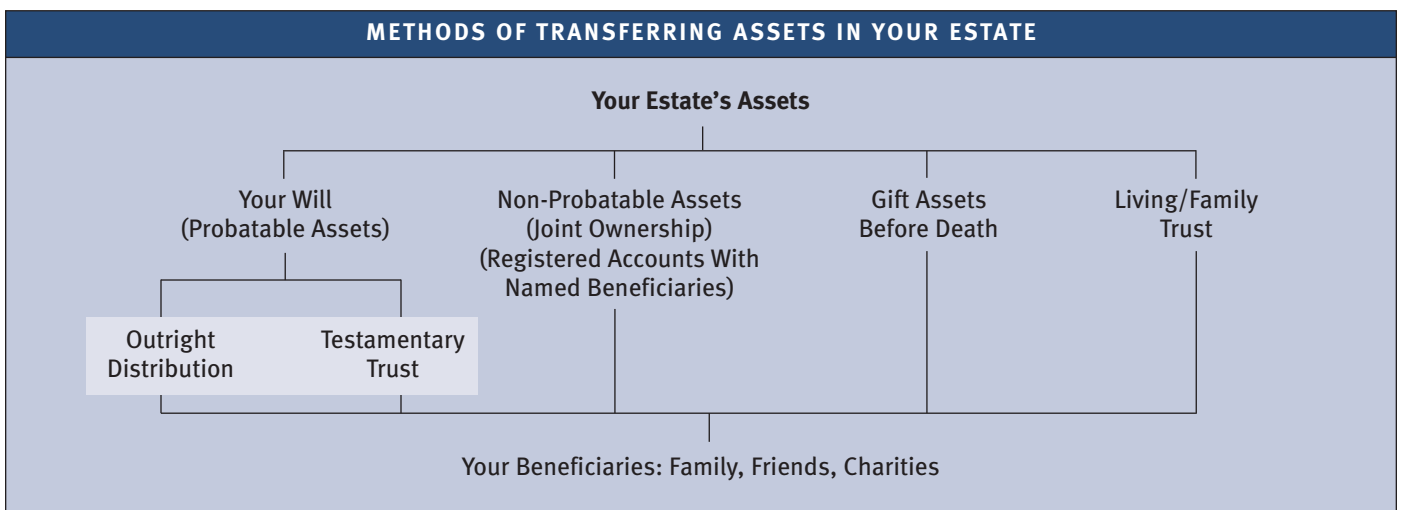 METHODS OF TRANSFERRING ASSETS IN YOUR ESTATE
Your Estate’s Assets
Your Will
(Probatable Assets)
Non-Probatable Assets
(Joint Ownership)
(Registered Accounts With
Named Beneficiaries)
Gift Assets
Before Death
Living/Family
Trust
Outright
Distribution
Testamentary
Trust
Your Beneficiaries: Family, Friends, Charities